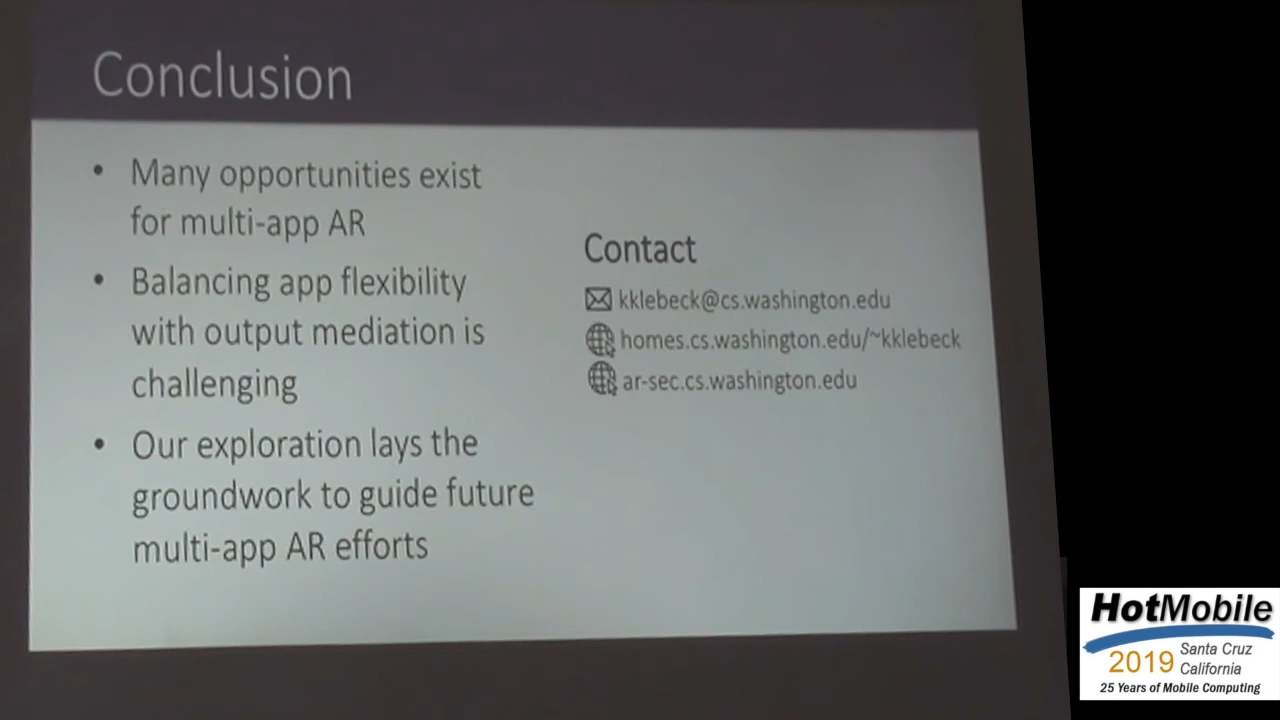 Conclusion
• Many opportunities exist
for multi-app AR
• Balancing app flexibility
with output mediation is
challenging
• Our exploration lays the
groundwork to guide future
multi-app AR efforts
Contact
kklebeck@cs.washington.edu
homes.cs.washington.edu/~kklebeck
ar-sec.cs.washington.edu
HotMobile
2019 Santa Cruz
California
25 Years of Mobile Computing